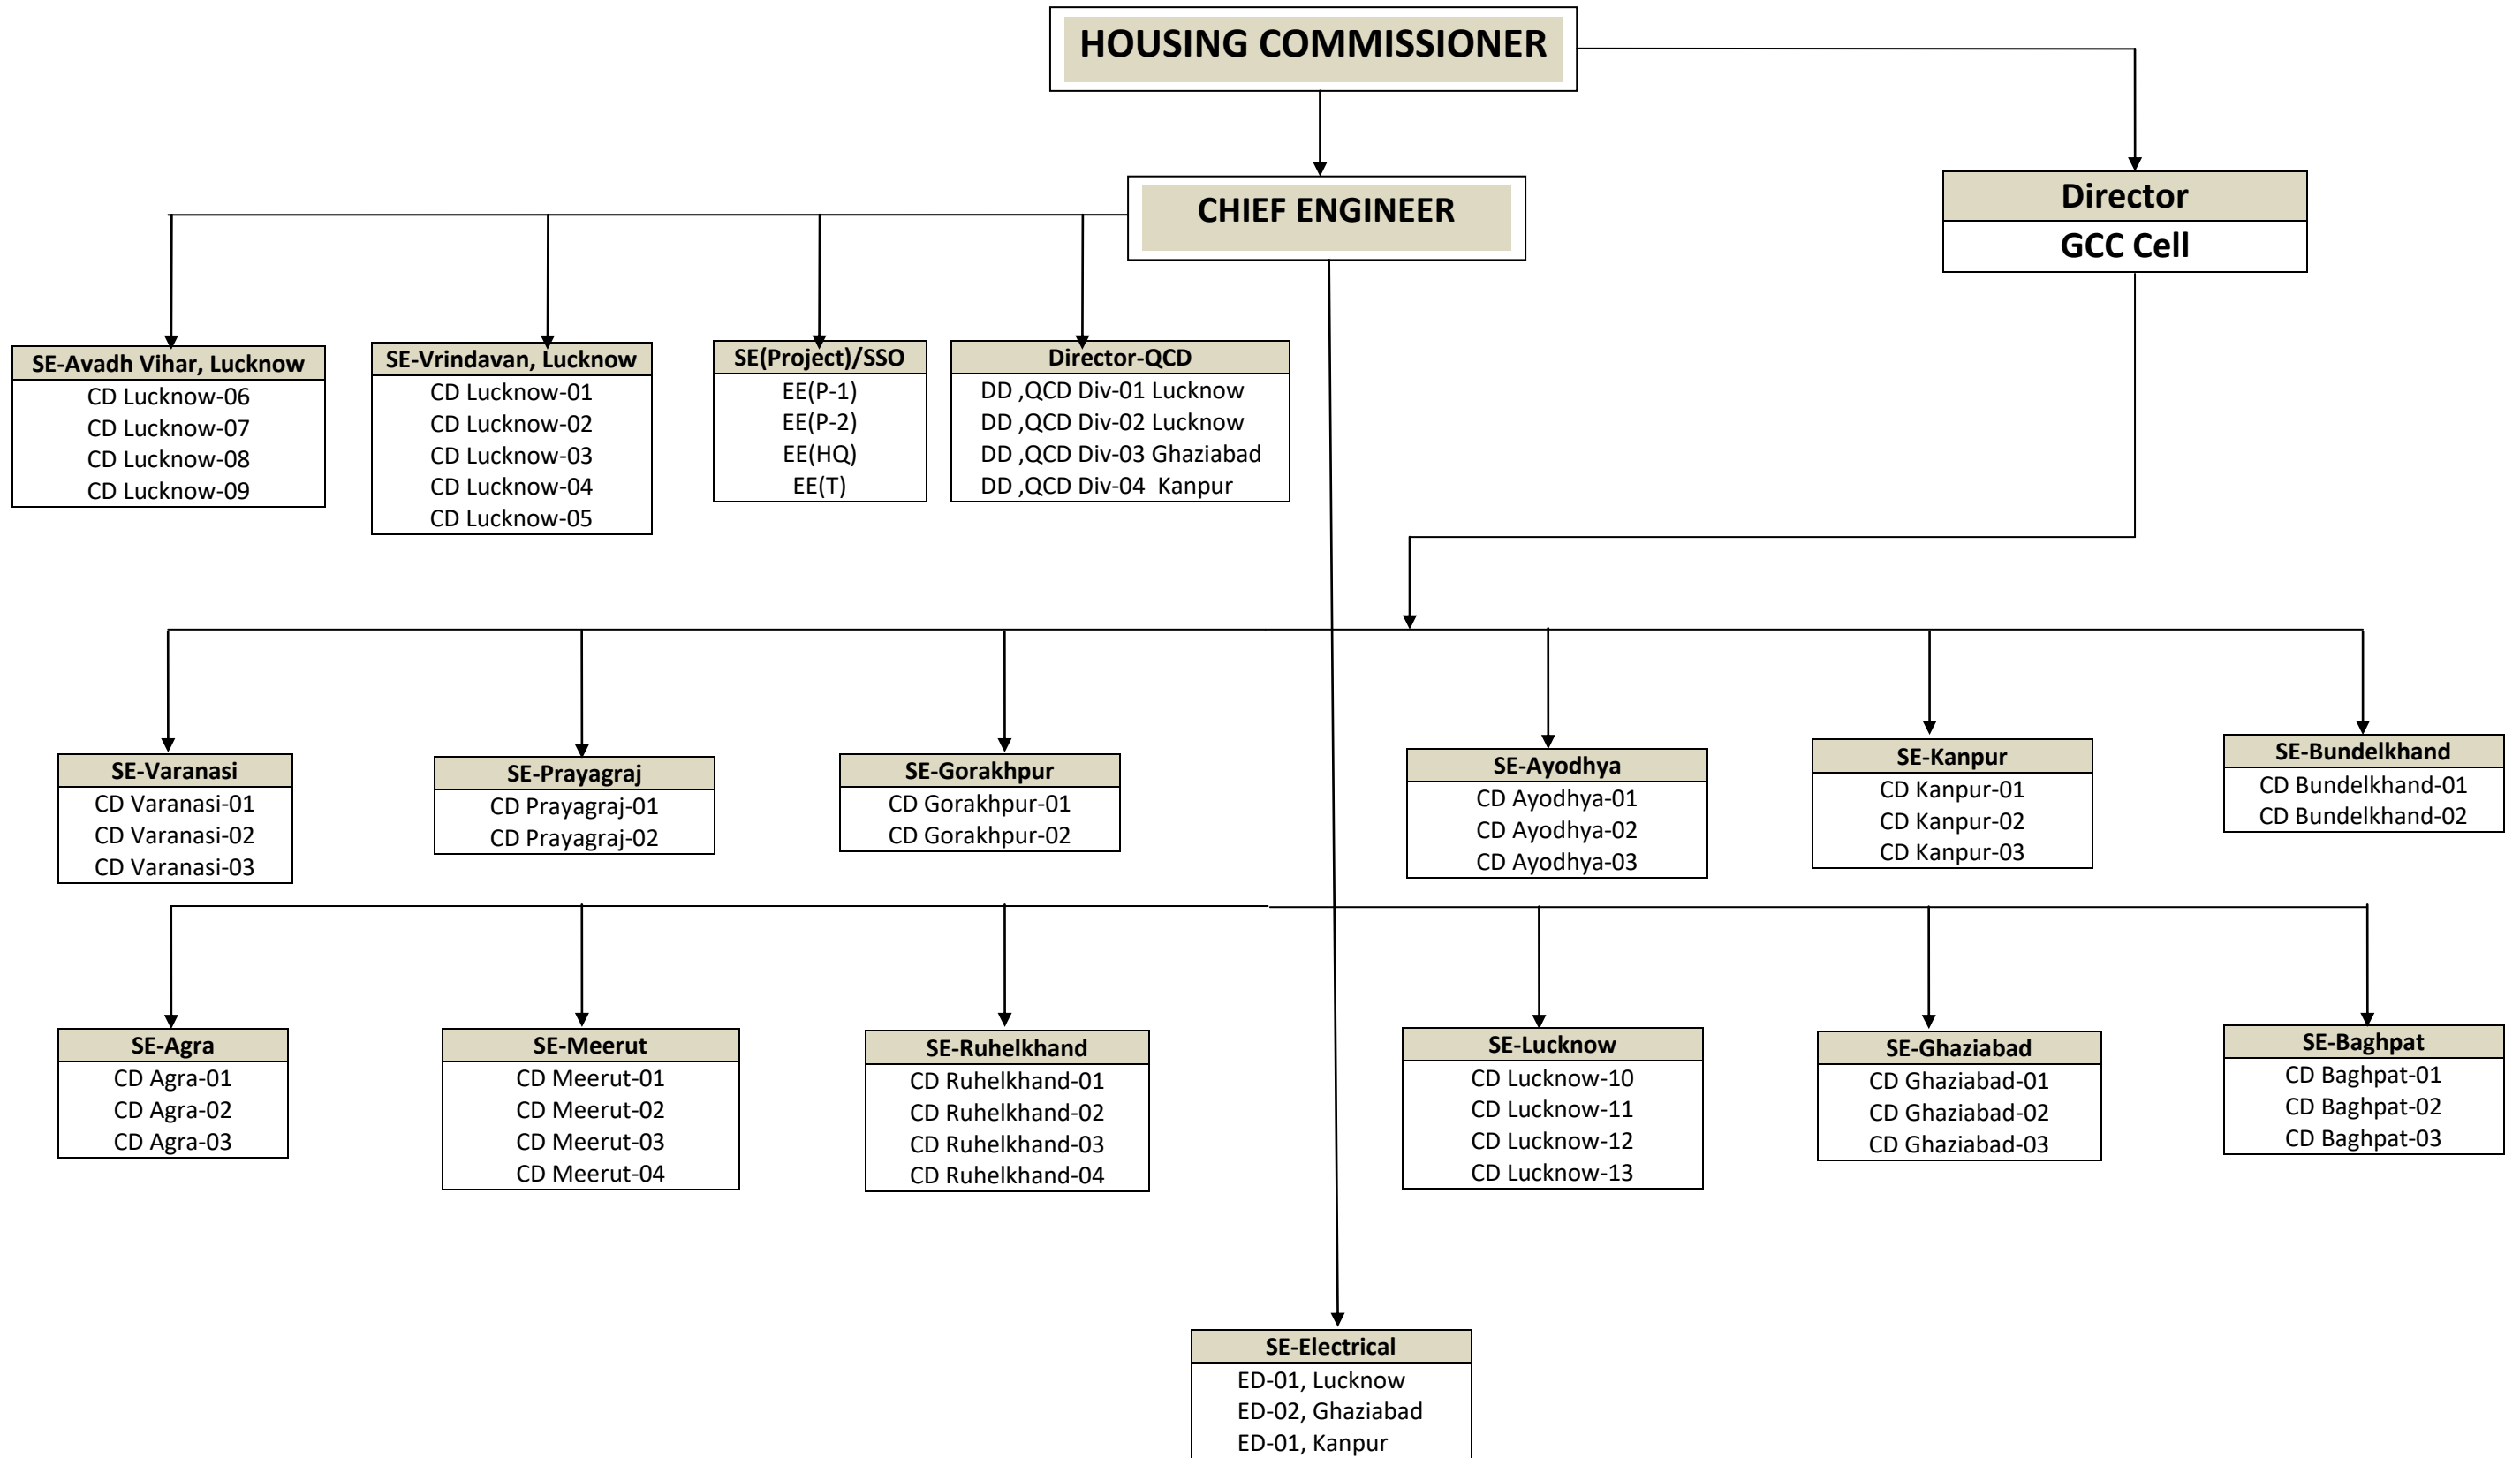 HOUSING COMMISSIONER
CHIEF ENGINEER
Director
GCC Cell
SE-Avadh Vihar, Lucknow
CD Lucknow-06
CD Lucknow-07
CD Lucknow-08
CD Lucknow-09
SE-Vrindavan, Lucknow
CD Lucknow-01
CD Lucknow-02
CD Lucknow-03
CD Lucknow-04
CD Lucknow-05
SE(Project)/SSO
EE(P-1)
EE(P-2)
EE(HQ)
EE(T)
Director-QCD
DD ,QCD Div-01 Lucknow
DD ,QCD Div-02 Lucknow
DD ,QCD Div-03 Ghaziabad
DD ,QCD Div-04  Kanpur
SE-Varanasi
CD Varanasi-01
CD Varanasi-02
CD Varanasi-03
SE-Prayagraj
CD Prayagraj-01
CD Prayagraj-02
SE-Gorakhpur
CD Gorakhpur-01
CD Gorakhpur-02
SE-Ayodhya
CD Ayodhya-01
CD Ayodhya-02
CD Ayodhya-03
SE-Kanpur
CD Kanpur-01
CD Kanpur-02
CD Kanpur-03
SE-Bundelkhand
CD Bundelkhand-01
CD Bundelkhand-02
SE-Agra
CD Agra-01
CD Agra-02
CD Agra-03
SE-Meerut
CD Meerut-01
CD Meerut-02
CD Meerut-03
CD Meerut-04
SE-Ruhelkhand
CD Ruhelkhand-01
CD Ruhelkhand-02
CD Ruhelkhand-03
CD Ruhelkhand-04
SE-Lucknow
CD Lucknow-10
CD Lucknow-11
CD Lucknow-12
CD Lucknow-13
SE-Ghaziabad
CD Ghaziabad-01
CD Ghaziabad-02
CD Ghaziabad-03
SE-Baghpat
CD Baghpat-01
CD Baghpat-02
CD Baghpat-03
SE-Electrical
ED-01, Lucknow
ED-02, Ghaziabad
ED-01, Kanpur